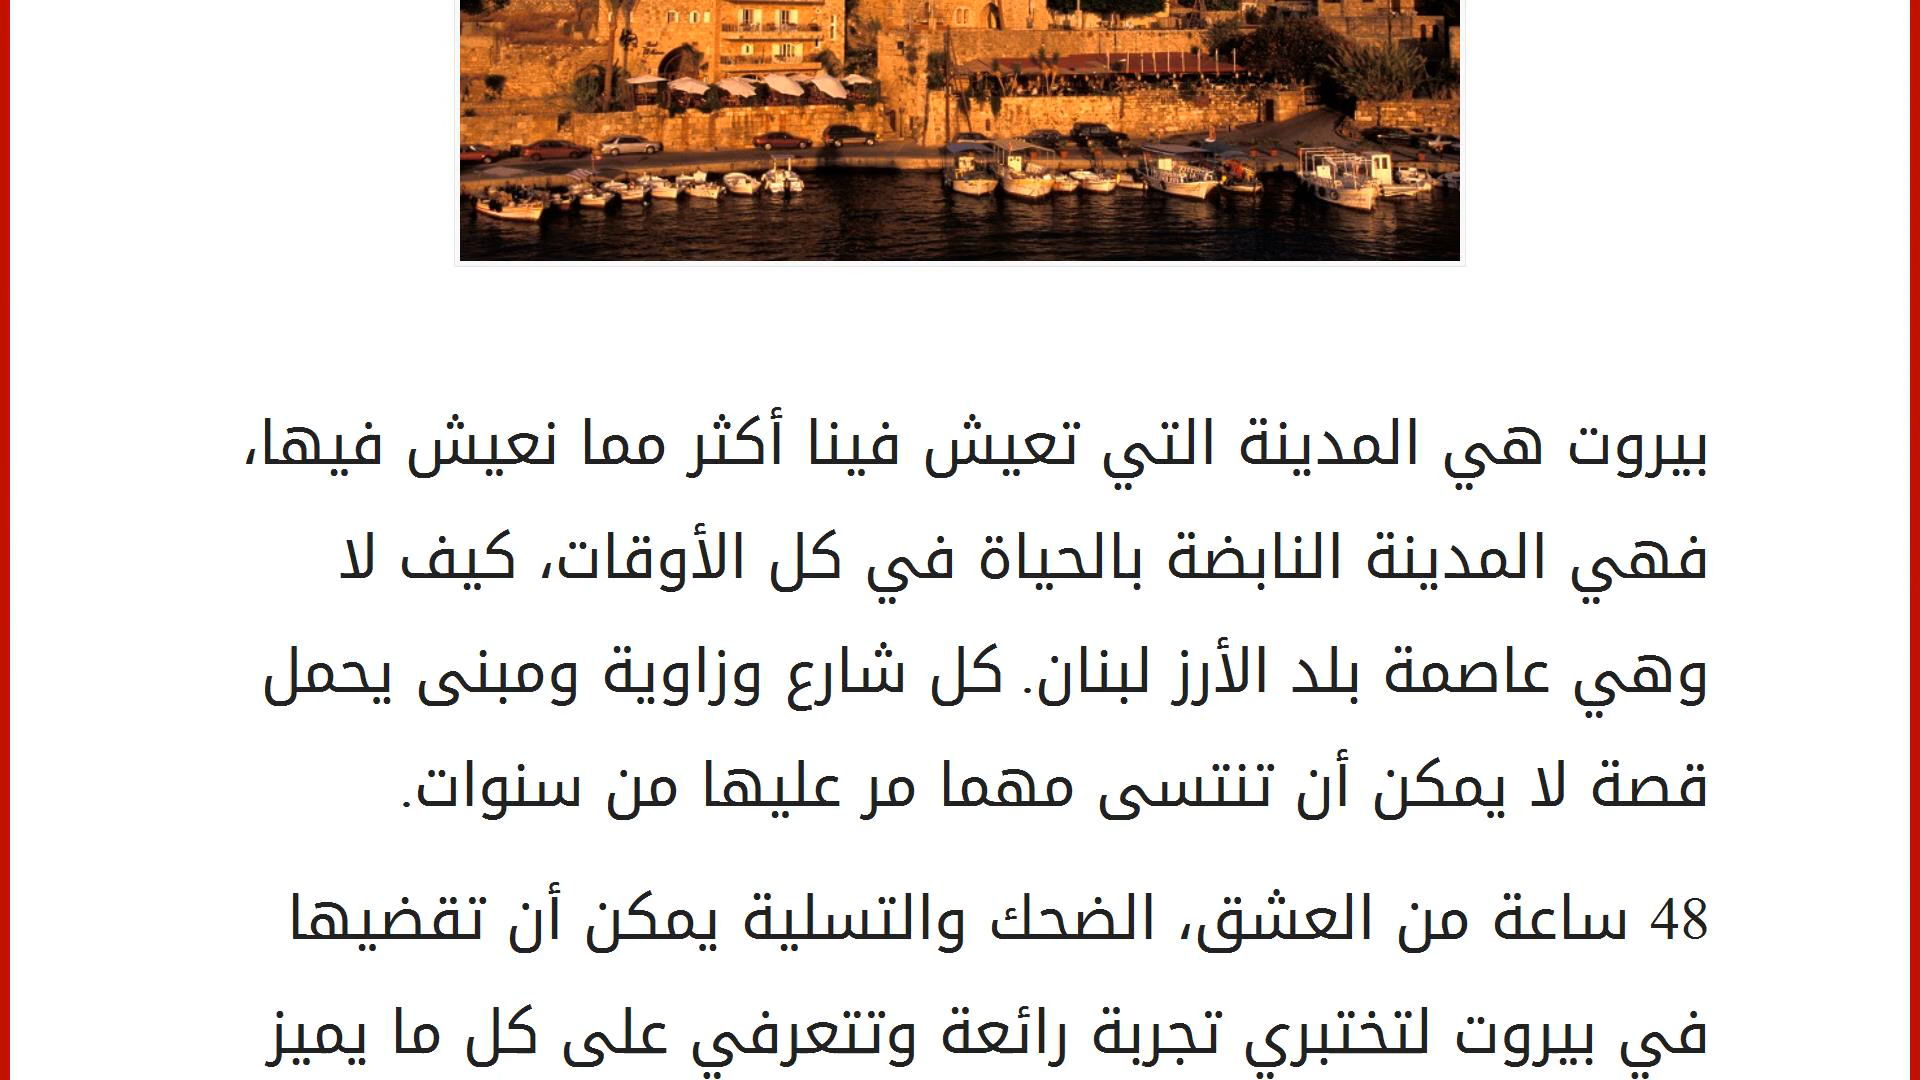 بيروت هي المدينة التي تعيش فينا أكثر مما نعيش فيها،
فهي المدينة النابضة بالحياة في كل الأوقات، كيف لا
وهي عاصمة بلد الأرز لبنان. كل شارع وزاوية ومبنى يحمل
قصة لا يمكن أن تنتسى مهما مر عليها من سنوات.
48 ساعة من العشق، الضحك والتسلية يمكن أن تقضيها
في بيروت لتختبري تجربة رائعة وتتعرفي على كل ما يميز